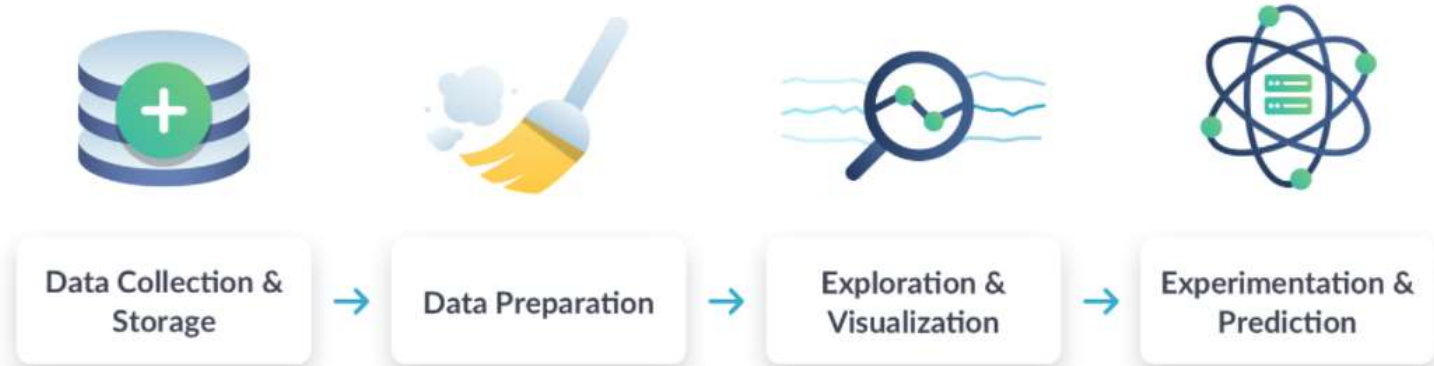 Data Collection &
Storage
Data Preparation
Exploration &
Visualization
Experimentation &
Prediction